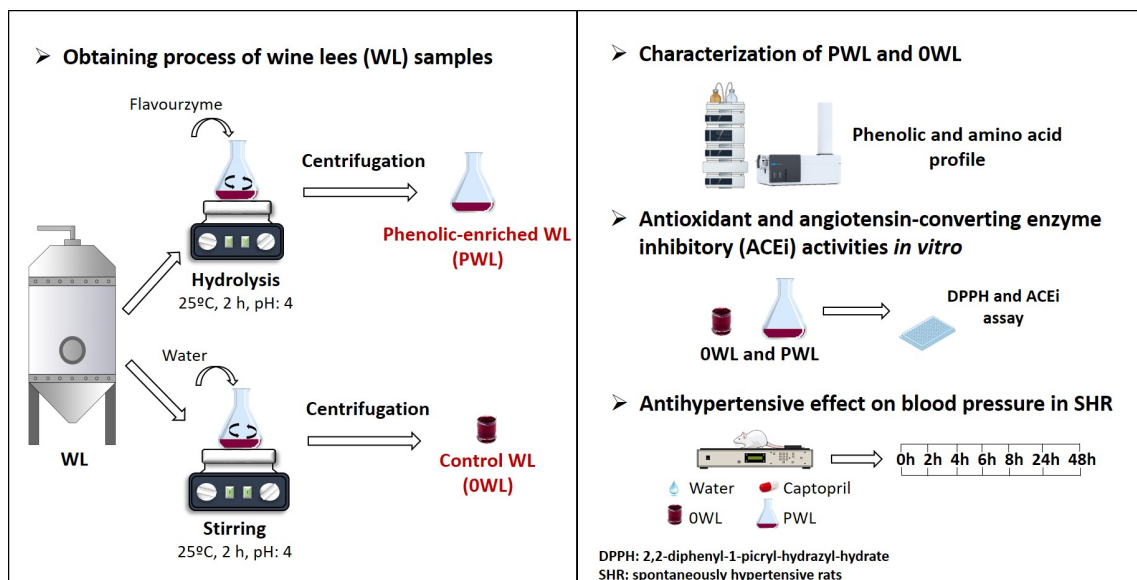 ➢ Obtaining process of wine lees (WL) samples
Flavourzyme
Centrifugation
Phenolic-enriched WL
(PWL)
Hydrolysis
25ºC, 2 h, pH: 4
Water
Centrifugation
WL
Control WL
(0WL)
Stirring
25ºC, 2 h, pH: 4
➢ Characterization of PWL and 0WL
Phenolic and amino acid
profile
➢ Antioxidant and angiotensin-converting enzyme
inhibitory (ACEi) activities in vitro
DPPH and ACEi
assay
0WL and PWL
➢ Antihypertensive effect on blood pressure in SHR
0h 2h 4h 6h 8h 24h 48h
Water Captopril
0WL PWL
DPPH: 2,2-diphenyl-1-picryl-hydrazyl-hydrate
SHR: spontaneously hypertensive rats